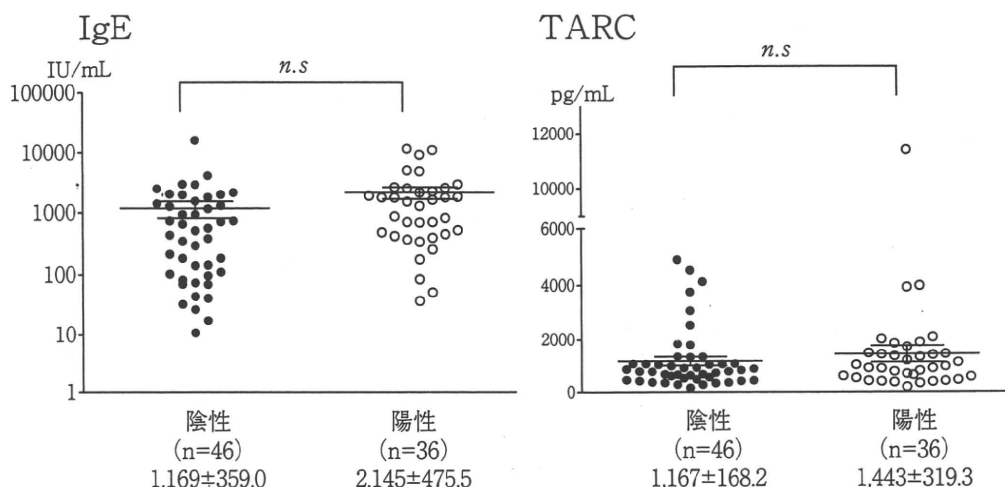 IgE
n.s
IU/mL
100000
10000
1000
100
10
1
陰性
(n=46)
1,169±359.0
陽性
(n=36)
2,145±475.5
TARC
n.s
pg/mL
12000
10000
6000
4000
2000
0
陰性
(n=46)
1,167±168.2
陽性
(n=36)
1,443±319.3